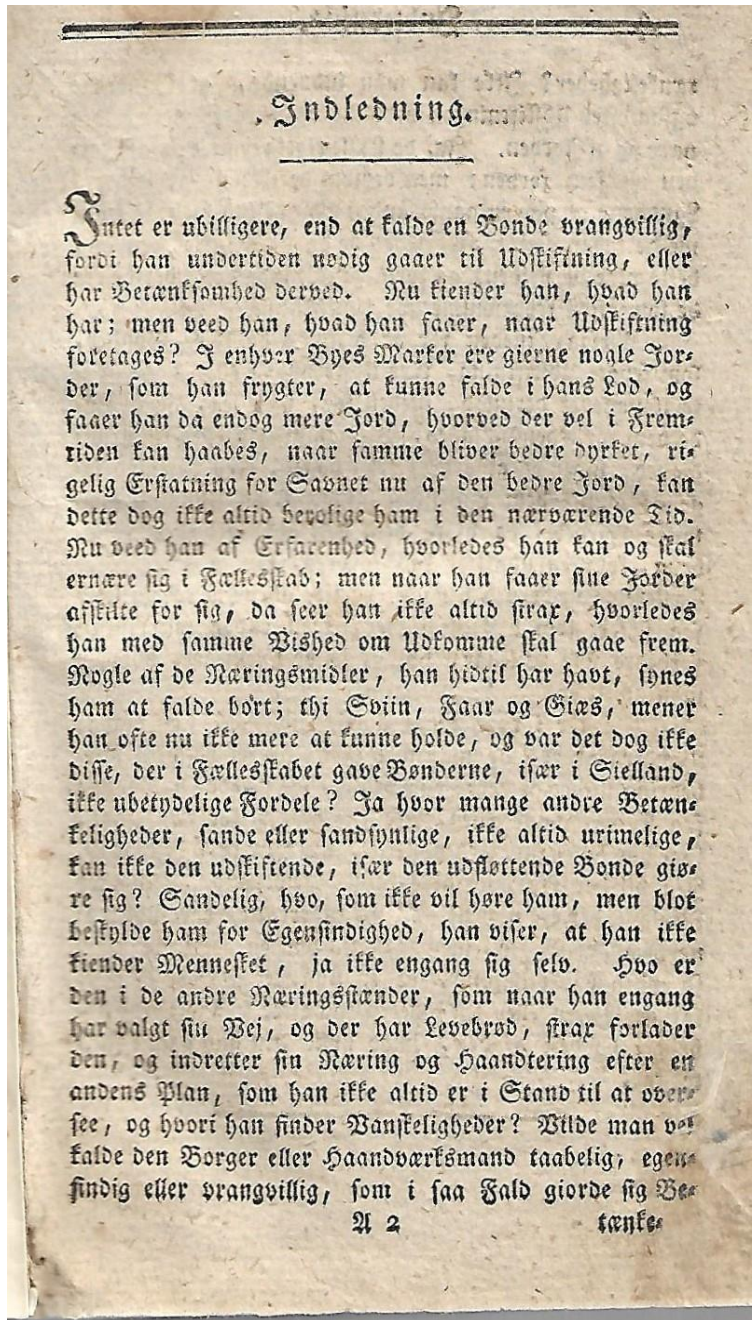 Indledning.
Intet er ubilligere, end at kalde en Bonde vrangvillig,
fordi han undertiden nødig gaaer til Udskiftning, eller
har Betænksomhed derved. Nu kiender han, hvad han
har; men veed han, hvad han faaer, naar Udskiftning
foretages? I enhver Byes Marker ere gierne nogle Jor-
der, som han frygter, at kunne falde i hans Lod, og
faaer han da endog mere Jord, hvorved der vel i Frem-
tiden kan haabes, naar samme bliver bedre dyrket, ri-
gelig Erstatning for Savnet nu af den bedre Jord, kan
dette dog ikke altid berolige ham i den nærværende Tid.
Nu veed han af Erfarenhed, hvorledes han kan og skal
ernære sig i Fællesskab; men naar han faaer sine Jorder
afskilte for sig, da seer han ikke altid strax, hvorledes
han med samme Vished om Udkomme skal gaae frem.
Nogle af de Næringsmidler, han hidtil har havt, synes
ham at falde bort; thi Sviin, Faar og Giæs, mener
han ofte nu ikke mere at kunne holde, og var det dog ikke
disse, der i Fællesskabet gave Bønderne, især i Sielland,
ikke ubetydelige Fordele? Ja hvor mange andre Betæn-
keligheder, sande eller sandsynlige, ikke altid urimelige,
kan ikke den udskiftende, især den udfløttende Bonde giø-
re sig? Sandelig, hvo, som ikke vil høre ham, men blot
beskylde ham for Egensindighed, han viser, at han ikke
kiender Mennesket, ja ikke engang sig selv. Hvo er
den i de andre Næringsstænder, som naar han engang
har valgt sin Vej, og der har Levebrød, strax forlader
den, og indretter sin Næring og Haandtering efter en
andens Plan, som han ikke altid er i Stand til at over-
see, og hvori han finder Vanskeligheder? Vilde man vel
kalde den Borger eller Haandværksmand taabelig, egen-
sindig eller vrangvillig, som i saa Fald giorde sig Be-
A 2 tænke-